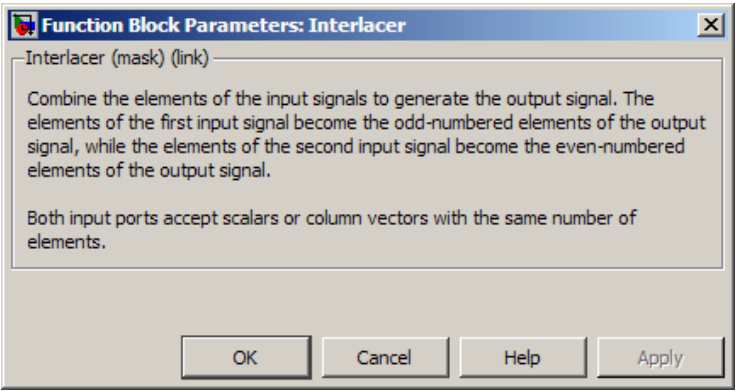 Function Block Parameters: Interlacer
Interlacer (mask) (link)
Combine the elements of the input signals to generate the output signal. The
elements of the first input signal become the odd-numbered elements of the output
signal, while the elements of the second input signal become the even-numbered
elements of the output signal.
Both input ports accept scalars or column vectors with the same number of
elements.
OK Cancel Help Apply